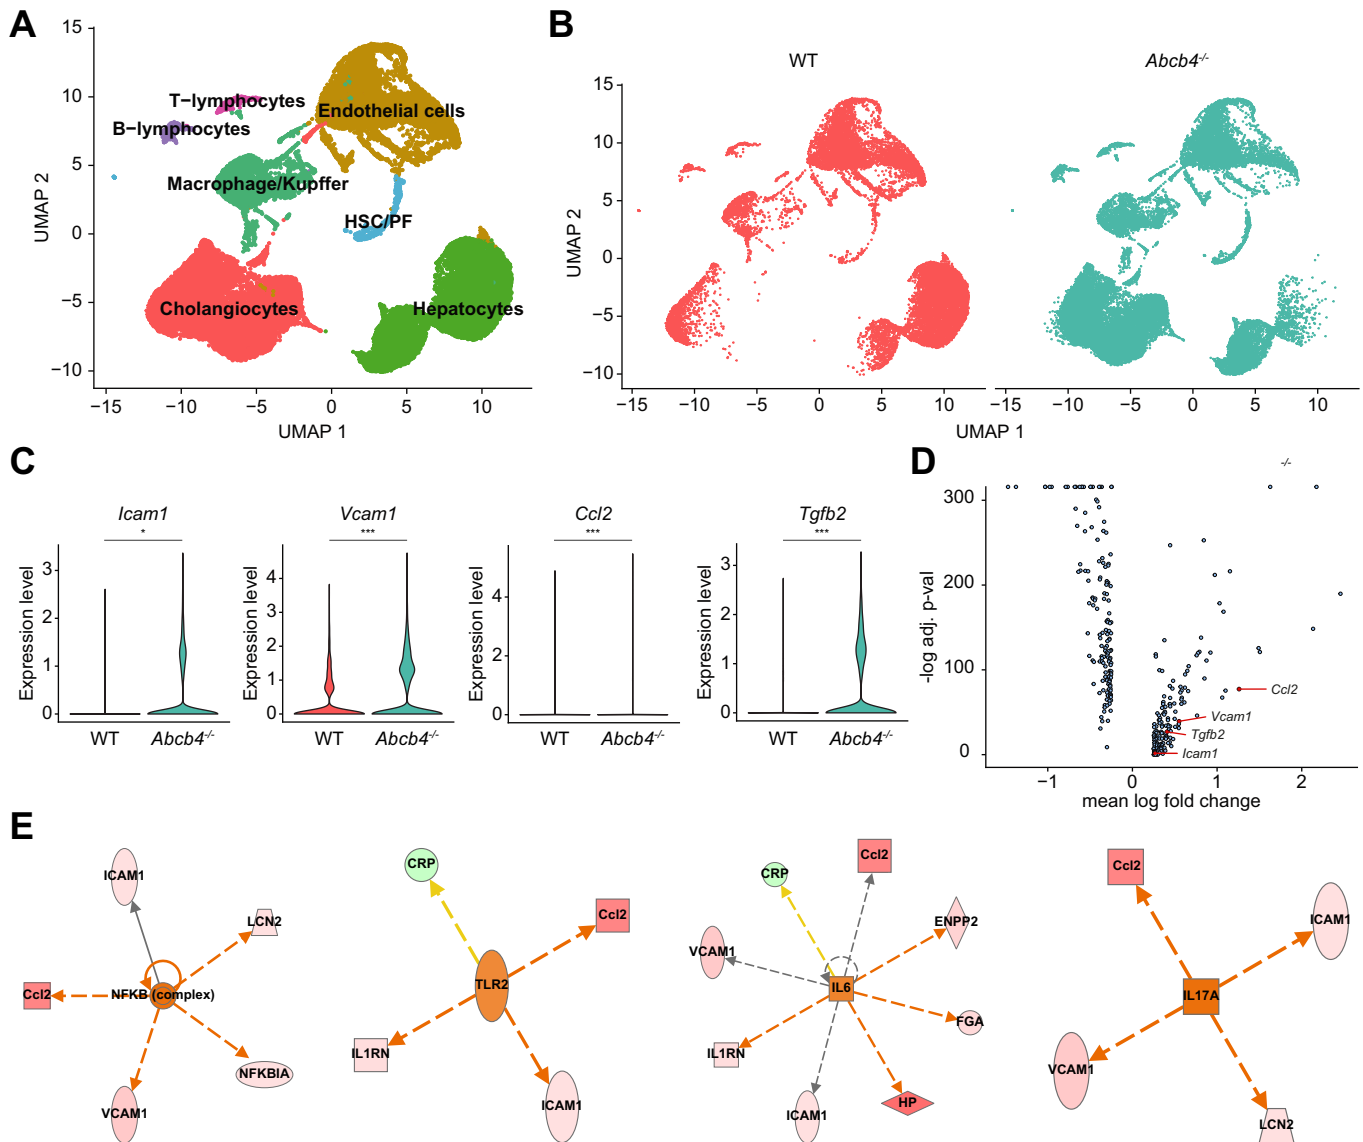 A
15
10
5
0
−5
−10
−15
−10
−5
0
5
10
UMAP 2
UMAP 1
T−lymphocytes
B−lymphocytes
Endothelial cells
Macrophage/Kupffer
HSC/PF
Cholangiocytes
Hepatocytes
B
WT
Abcb4-/-
15
10
5
0
−5
−10
−15
−10
−5
0
5
10
−15
−10
−5
0
5
10
UMAP 2
UMAP 1
C
Icam1
*
Expression level
3
2
1
0
WT
Abcb4-/-
Vcam1
***
Expression level
4
3
2
1
0
WT
Abcb4-/-
Ccl2
***
Expression level
4
2
0
WT
Abcb4-/-
Tgfb2
***
Expression level
3
2
1
0
WT
Abcb4-/-
D
-/-
300
200
100
0
-log adj. p-val
Ccl2
Vcam1
Tgfb2
Icam1
−1
0
1
2
mean log fold change
E
ICAM1
LCN2
Ccl2
NFKB (complex)
NFKBIA
VCAM1
CRP
Ccl2
TLR2
IL1RN
ICAM1
Ccl2
CRP
ENPP2
VCAM1
IL6
FGA
IL1RN
HP
ICAM1
Ccl2
ICAM1
IL17A
VCAM1
LCN2